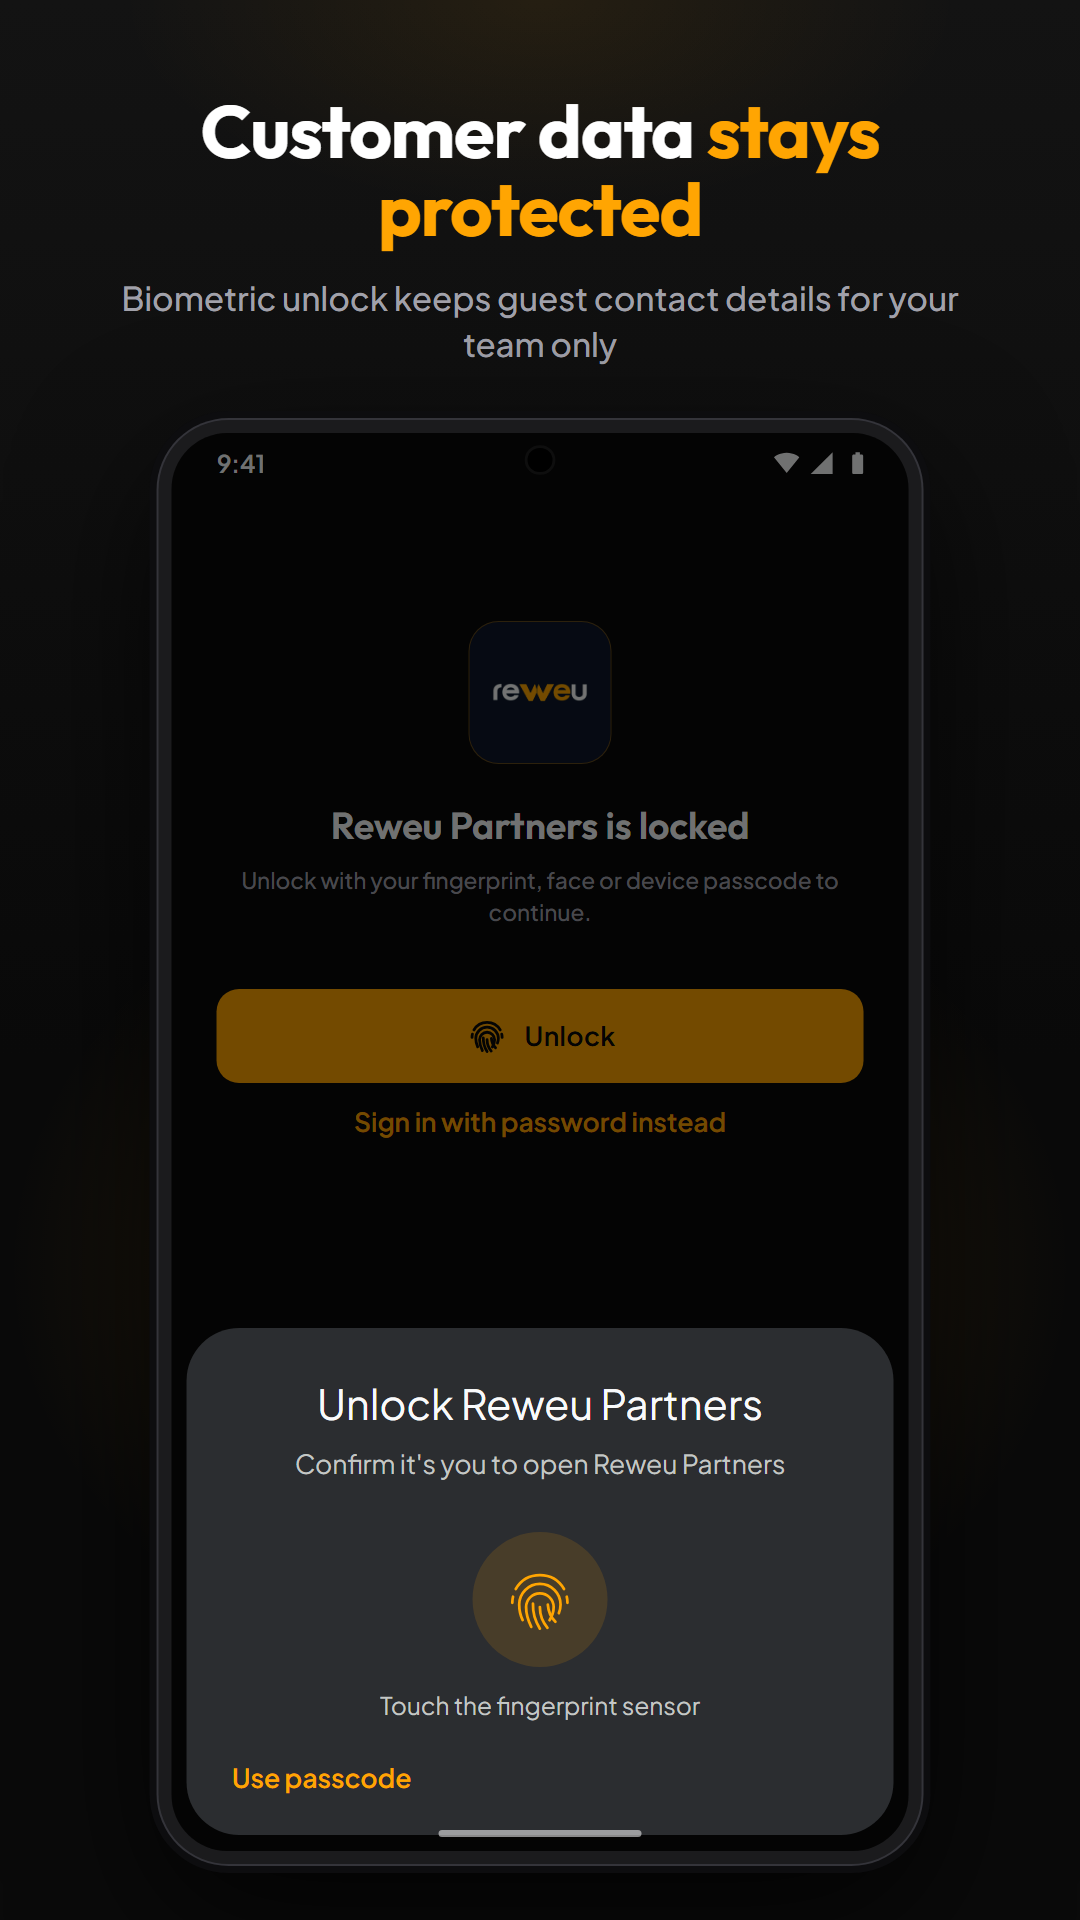 Customer data stays
protected
Biometric unlock keeps guest contact details for your
team only
9:41
reweu
Reweu Partners is locked
Unlock with your fingerprint, face or device passcode to
continue.
Unlock
Sign in with password instead
Unlock Reweu Partners
Confirm it's you to open Reweu Partners
Touch the fingerprint sensor
Use passcode